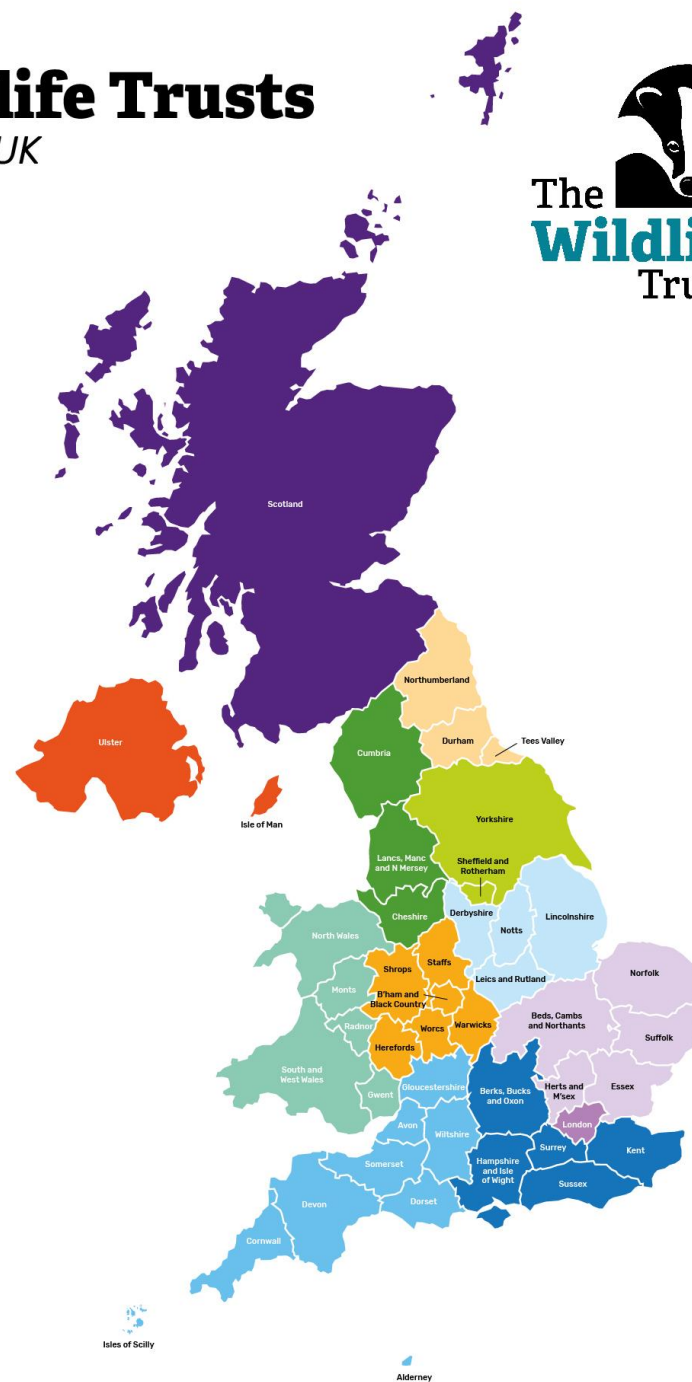 life Trusts
UK
The
Wildli
Tru
Scotland
Northumberland
Ulster
Durham
Tees Valley
Cumbria
Isle of Man
Yorkshire
Lancs, Manc
and N Mersey
Sheffield and
Rotherham
Cheshire
Derbyshire
Lincolnshire
Notts
North Wales
Staffs
Shrops
Leics and Rutland
Norfolk
Monts
B'ham and
Black Country
Beds, Cambs
and Northants
Radnor
Worcs
Warwicks
Suffolk
Herefords
South and
West Wales
Gwent
Gloucestershire
Berks, Bucks
and Oxon
Herts and
M'sex
Essex
Avon
Wiltshire
London
Surrey
Kent
Somerset
Hampshire
and Isle
of Wight
Sussex
Devon
Dorset
Cornwall
Isles of Scilly
Alderney